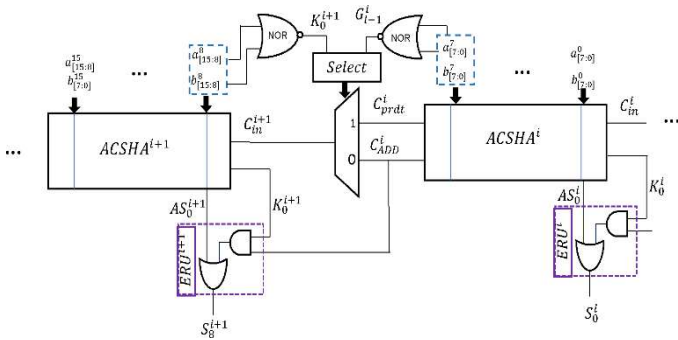 NOR K_0^{i+1} G_{i-1}^i NOR
a_{[15:8]}^{15} ... a_{[15:8]}^8 Select a_{[7:0]}^7 ... a_{[7:0]}^0
b_{[7:0]}^{15} b_{[15:8]}^8 b_{[7:0]}^7 b_{[7:0]}^0
C_{in}^{i+1} 1 C_{prdt}^i C_{in}^i
... ACSHA^{i+1} 0 C_{ADD}^i ACSHA^i ...
AS_0^{i+1} K_0^{i+1} AS_0^i K_0^i
ERU^{i+1} ERU^i
S_8^{i+1} S_0^i